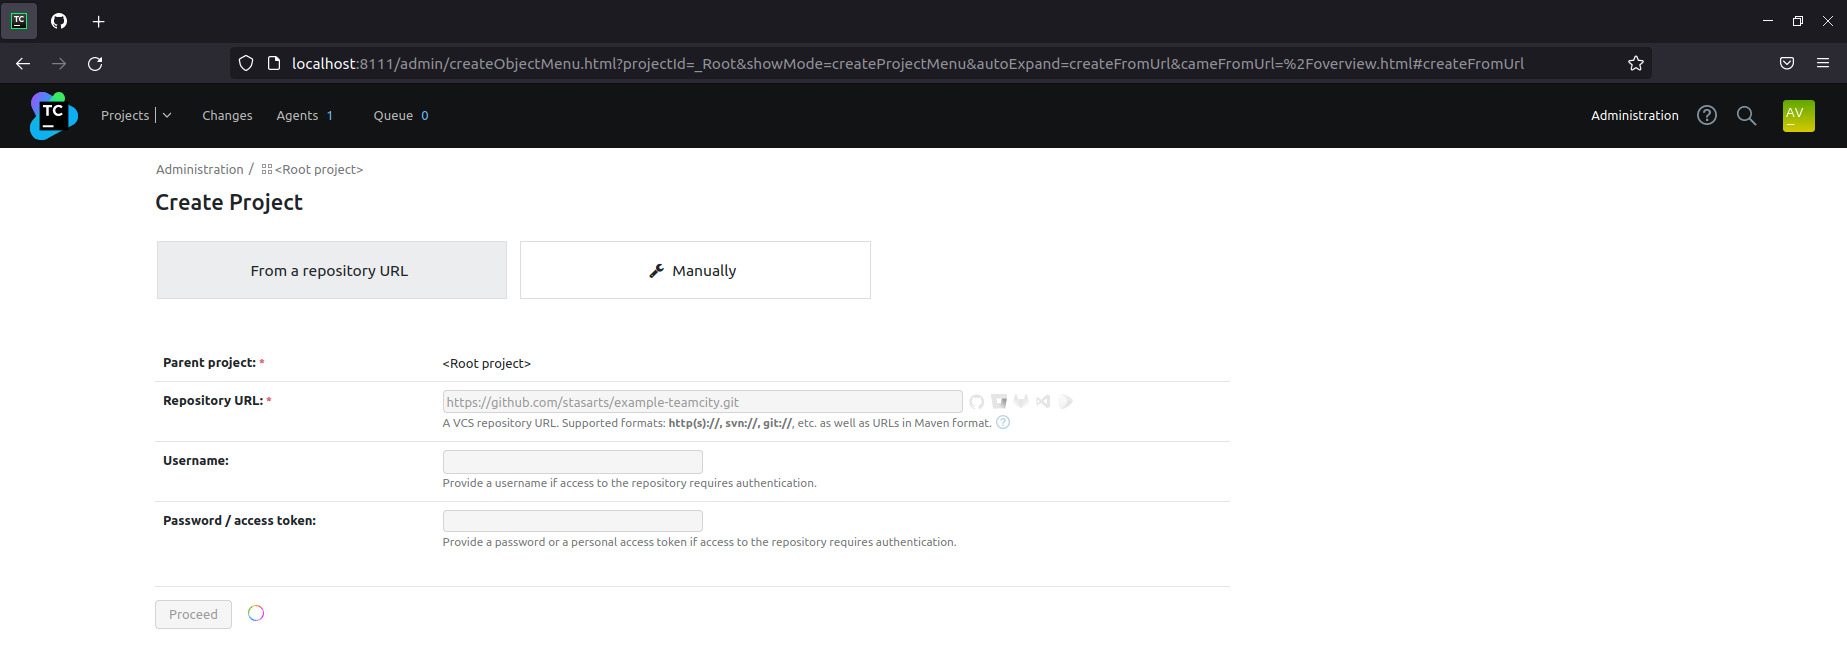 TC
localhost:8111/admin/createObjectMenu.html?projectId=_Root&showMode=createProjectMenu&autoExpand=createFromUrl&cameFromUrl=%2Foverview.html#createFromUrl
TC Projects Changes Agents 1 Queue 0 Administration AV
Administration / <Root project>
Create Project
From a repository URL Manually
Parent project: * <Root project>
Repository URL: * https://github.com/stasarts/example-teamcity.git
A VCS repository URL. Supported formats: http(s)://, svn://, git://, etc. as well as URLs in Maven format. ?
Username:
Provide a username if access to the repository requires authentication.
Password / access token:
Provide a password or a personal access token if access to the repository requires authentication.
Proceed